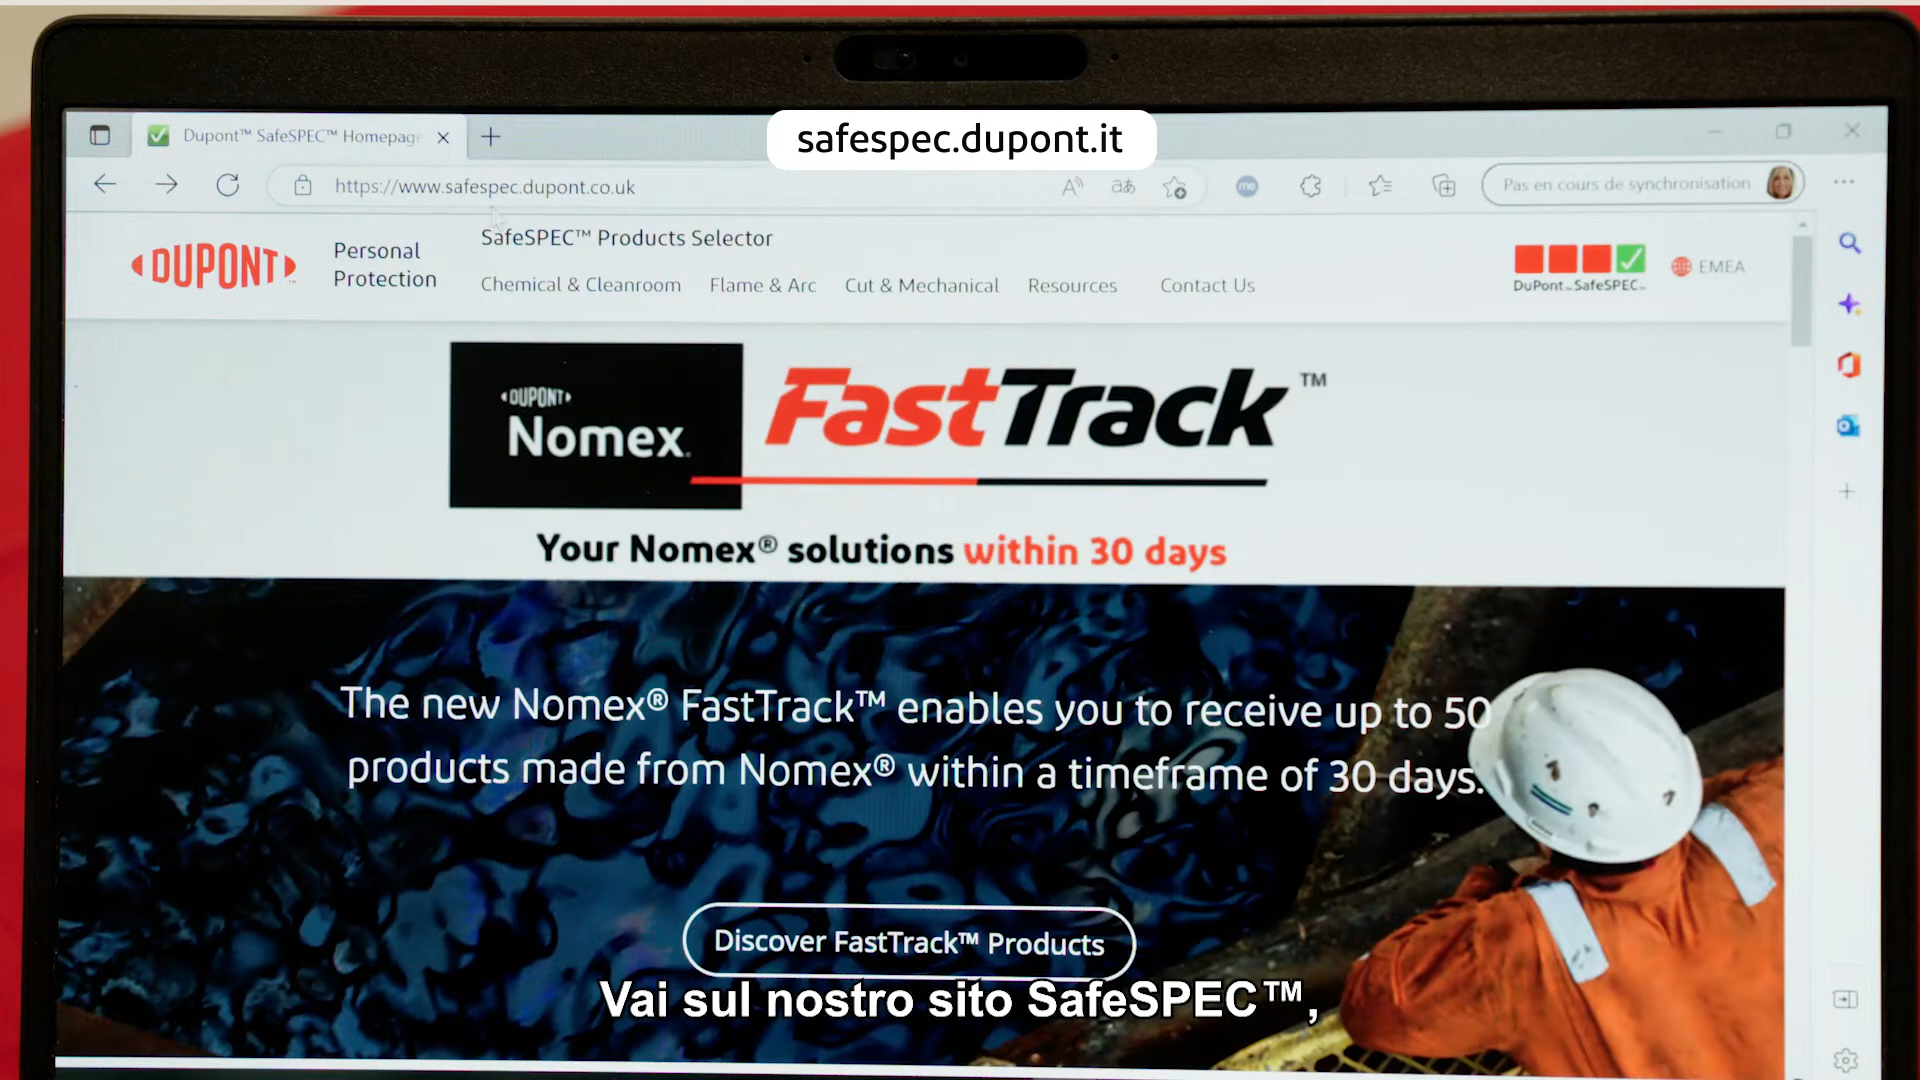 safespec.dupont.it
Dupont™ SafeSPEC™ Homepage
https://www.safespec.dupont.co.uk
Pas en cours de synchronisation
DUPONT™
Personal
Protection
SafeSPEC™ Products Selector
Chemical & Cleanroom Flame & Arc Cut & Mechanical Resources Contact Us
DuPont™ SafeSPEC™
EMEA
DUPONT
Nomex®
FastTrack™
Your Nomex® solutions within 30 days
The new Nomex® FastTrack™ enables you to receive up to 50
products made from Nomex® within a timeframe of 30 days.
Discover FastTrack™ Products
Vai sul nostro sito SafeSPEC™,